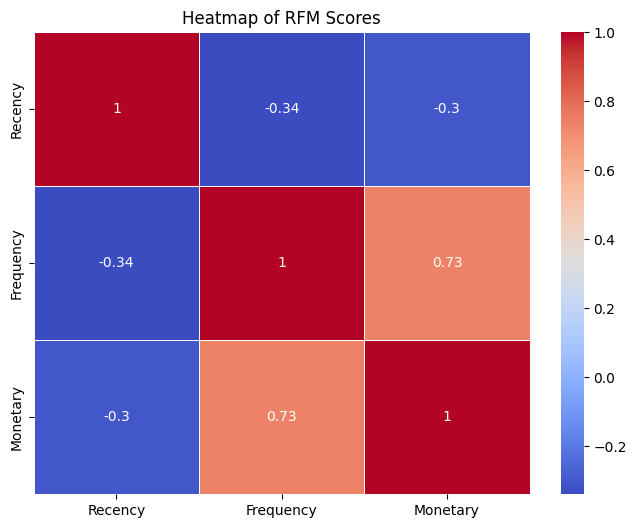 Heatmap of RFM Scores
Recency
1
-0.34
-0.3
Frequency
-0.34
1
0.73
Monetary
-0.3
0.73
1
Recency
Frequency
Monetary
1.0
0.8
0.6
0.4
0.2
0.0
−0.2